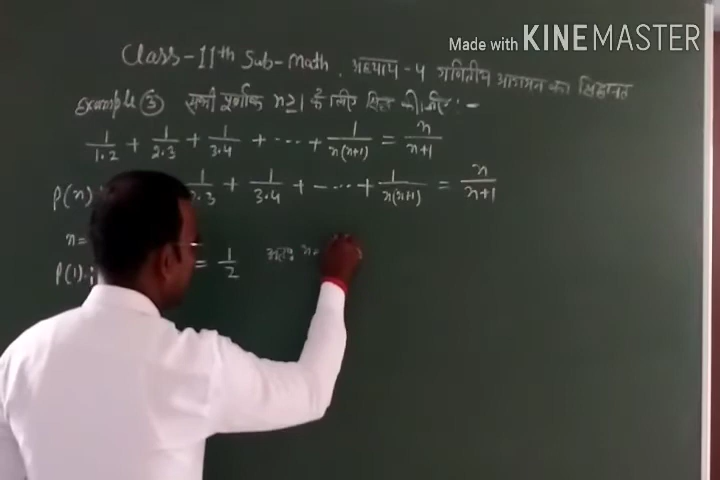 Made with KINEMASTER
Class-11th Sub-Math, अध्याय-4 गणितीय आगमन का सिद्धान्त
Example ③ सभी पूर्णांक n ≥ 1 के लिए सिद्ध कीजिए :-
1/1.2 + 1/2.3 + 1/3.4 + --- + 1/n(n+1) = n/n+1
P(n) : 1/2.3 + 1/3.4 + ----- + 1/n(n+1) = n/n+1
n=
P(1) : = 1/2 अतः n